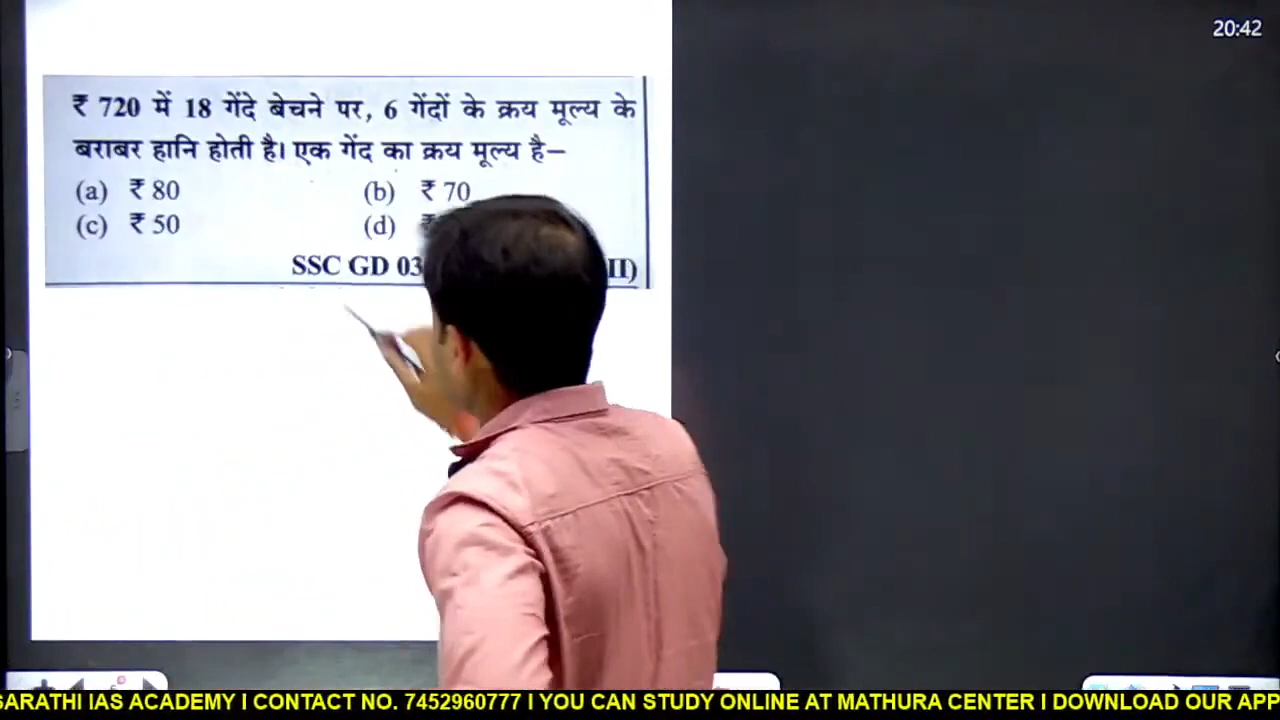 20:42
₹ 720 में 18 गेंदे बेचने पर, 6 गेंदों के क्रय मूल्य के
बराबर हानि होती है। एक गेंद का क्रय मूल्य है—
(a) ₹ 80 (b) ₹ 70
(c) ₹ 50 (d) ₹
SSC GD 03 II)
SARATHI IAS ACADEMY I CONTACT NO. 7452960777 I YOU CAN STUDY ONLINE AT MATHURA CENTER I DOWNLOAD OUR APP